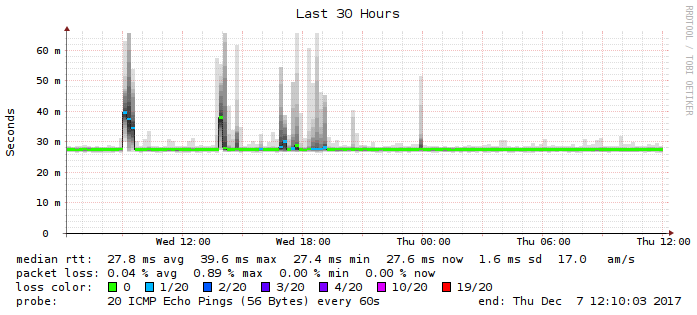 Last 30 Hours
RRDTOOL / TOBI OETIKER
Seconds
60 m
50 m
40 m
30 m
20 m
10 m
0
Wed 12:00 Wed 18:00 Thu 00:00 Thu 06:00 Thu 12:00
median rtt: 27.8 ms avg 39.6 ms max 27.4 ms min 27.6 ms now 1.6 ms sd 17.0 am/s
packet loss: 0.04 % avg 0.89 % max 0.00 % min 0.00 % now
loss color: 0 1/20 2/20 3/20 4/20 10/20 19/20
probe: 20 ICMP Echo Pings (56 Bytes) every 60s end: Thu Dec 7 12:10:03 2017